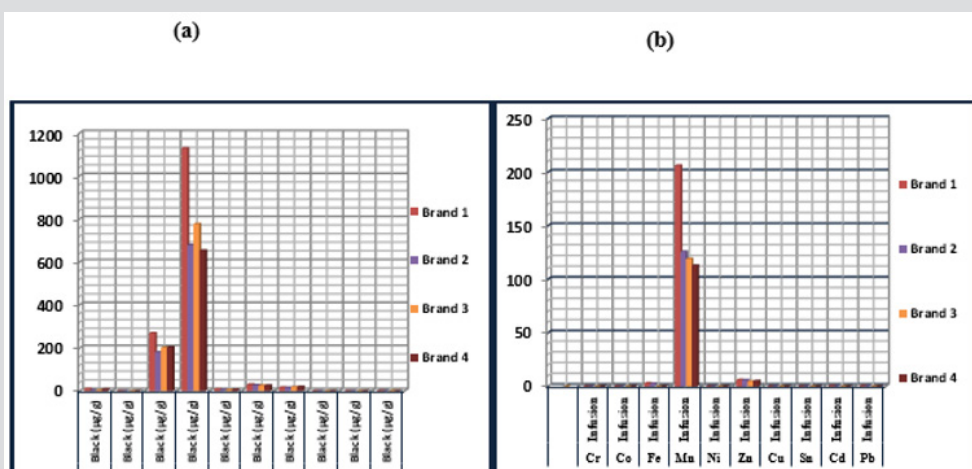 (a)
(b)
1200
1000
800
600
400
200
0
Black (µg/g)
Black (µg/g)
Black (µg/g)
Black (µg/g)
Black (µg/g)
Black (µg/g)
Black (µg/g)
Black (µg/g)
Black (µg/g)
Black (µg/g)
Brand 1
Brand 2
Brand 3
Brand 4
250
200
150
100
50
0
Infusion
Infusion
Infusion
Infusion
Infusion
Infusion
Infusion
Infusion
Infusion
Infusion
Cr Co Fe Mn Ni Zn Cu Sn Cd Pb
Brand 1
Brand 2
Brand 3
Brand 4